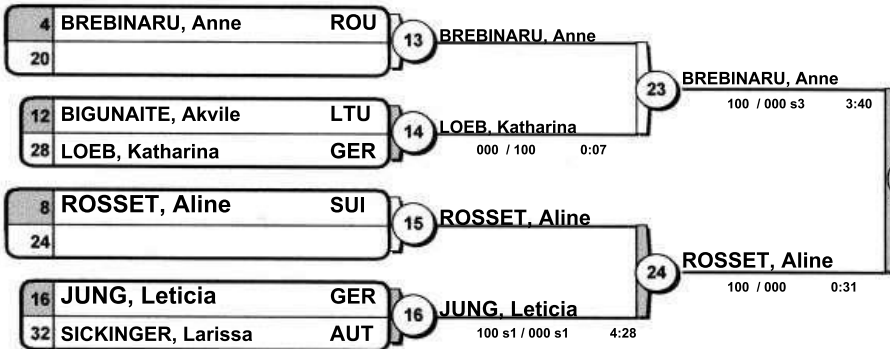 4 BREBINARU, Anne ROU
20
13 BREBINARU, Anne
12 BIGUNAITE, Akvile LTU
28 LOEB, Katharina GER
14 LOEB, Katharina
000 / 100 0:07
23 BREBINARU, Anne
100 / 000 s3 3:40
8 ROSSET, Aline SUI
24
15 ROSSET, Aline
16 JUNG, Leticia GER
32 SICKINGER, Larissa AUT
16 JUNG, Leticia
100 s1 / 000 s1 4:28
24 ROSSET, Aline
100 / 000 0:31